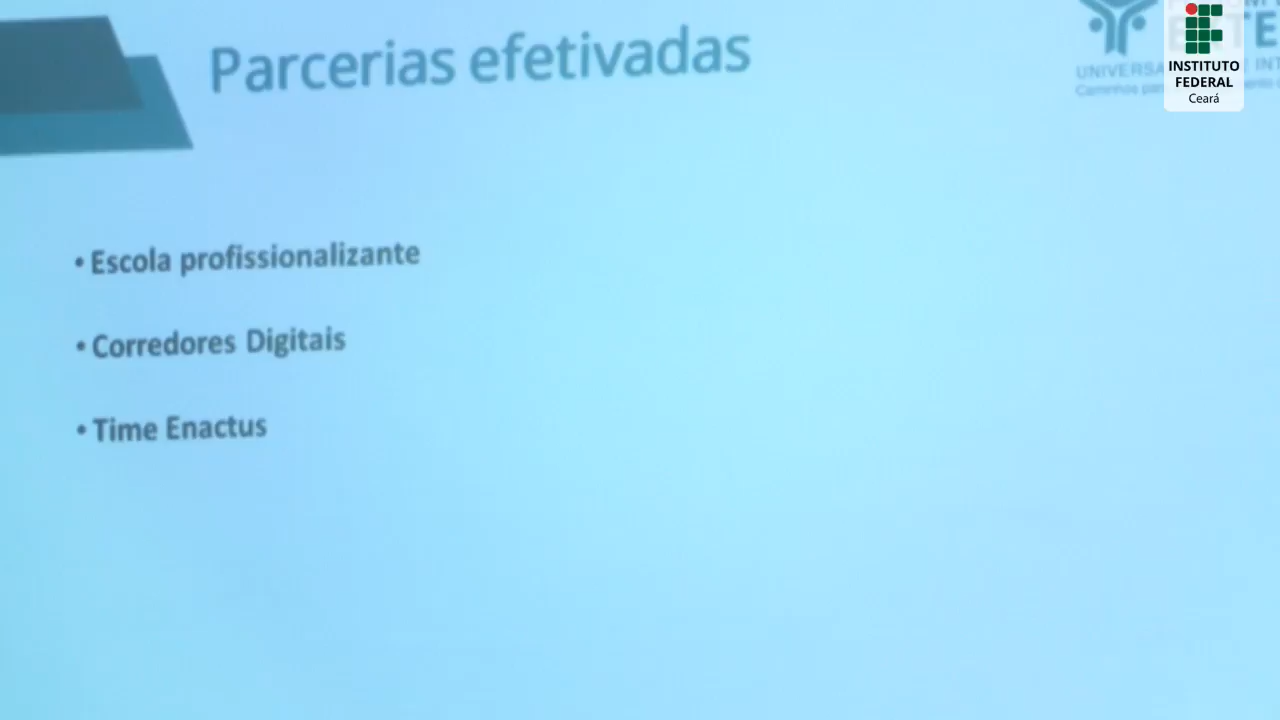 Parcerias efetivadas
INSTITUTO
FEDERAL
Ceará
• Escola profissionalizante
• Corredores Digitais
• Time Enactus